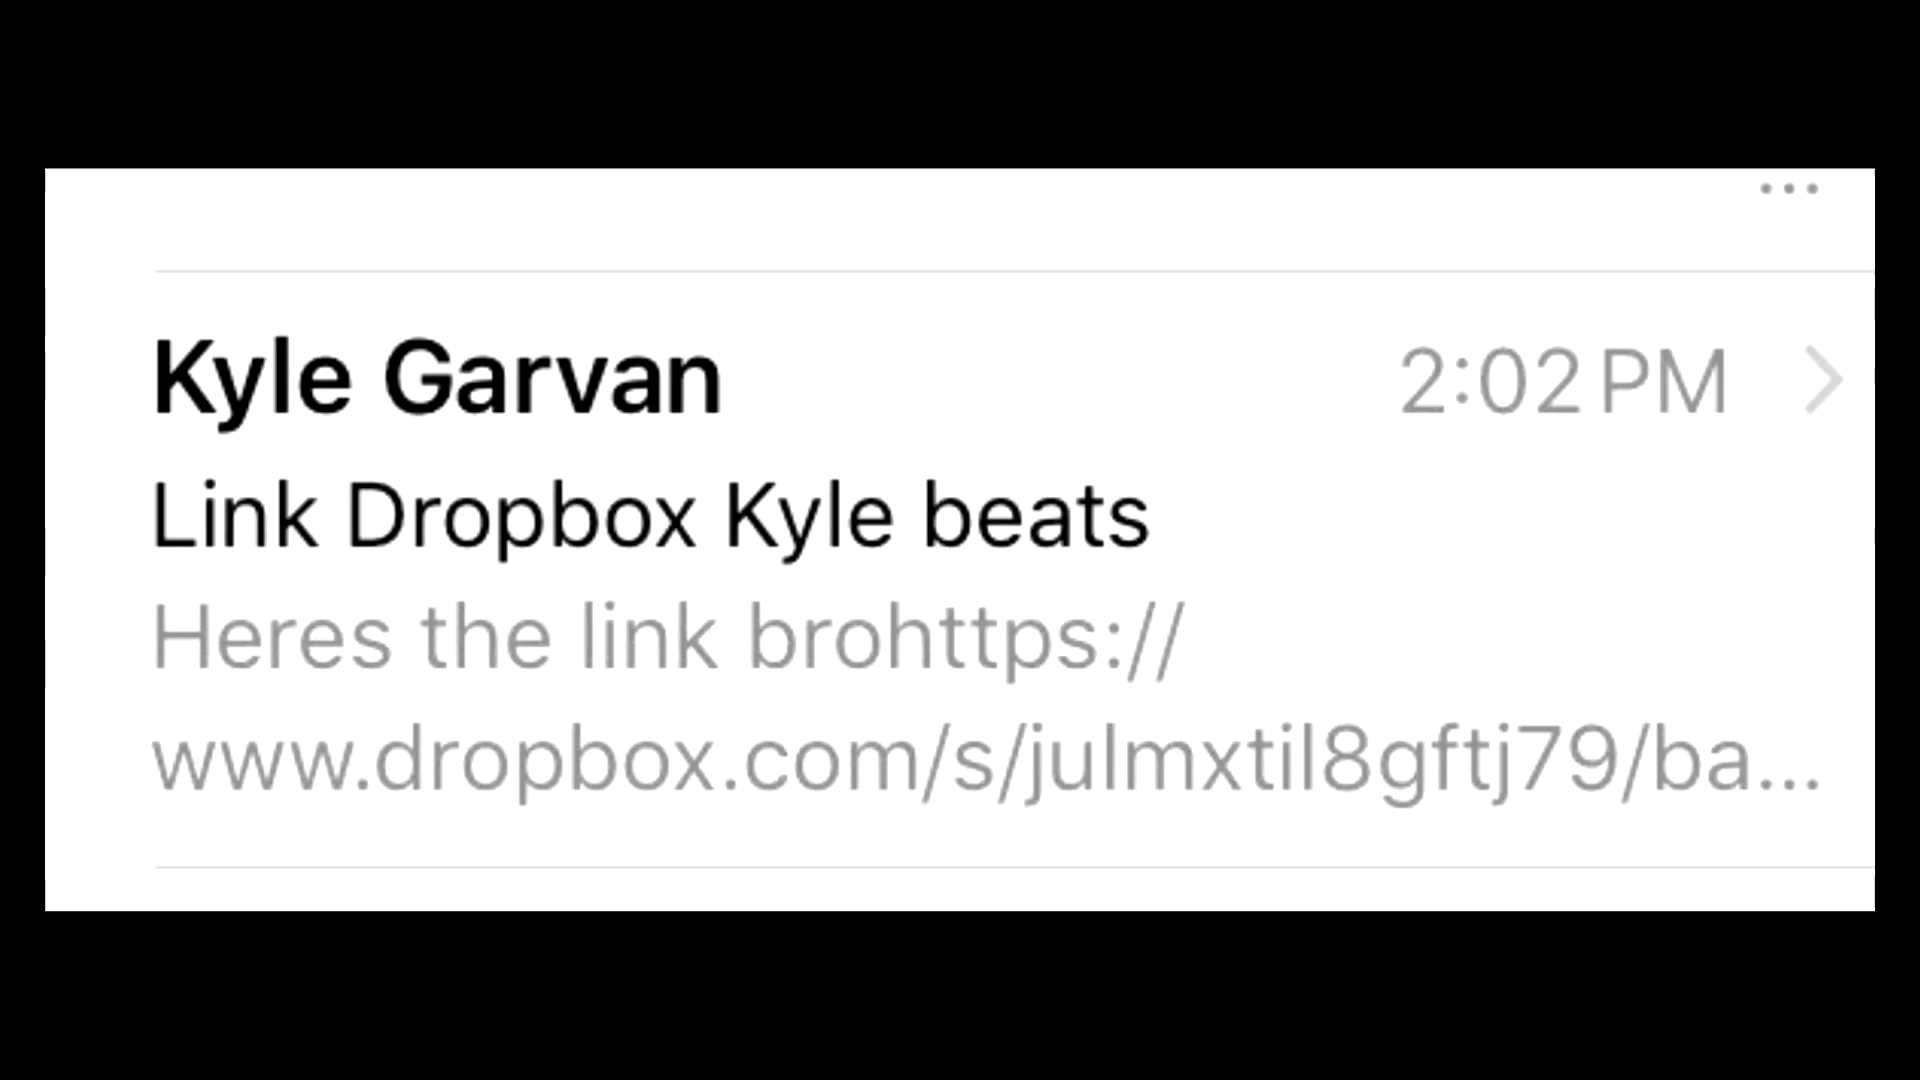 ...
Kyle Garvan
2:02 PM
Link Dropbox Kyle beats
Heres the link brohttps://
www.dropbox.com/s/julmxtil8gftj79/ba...